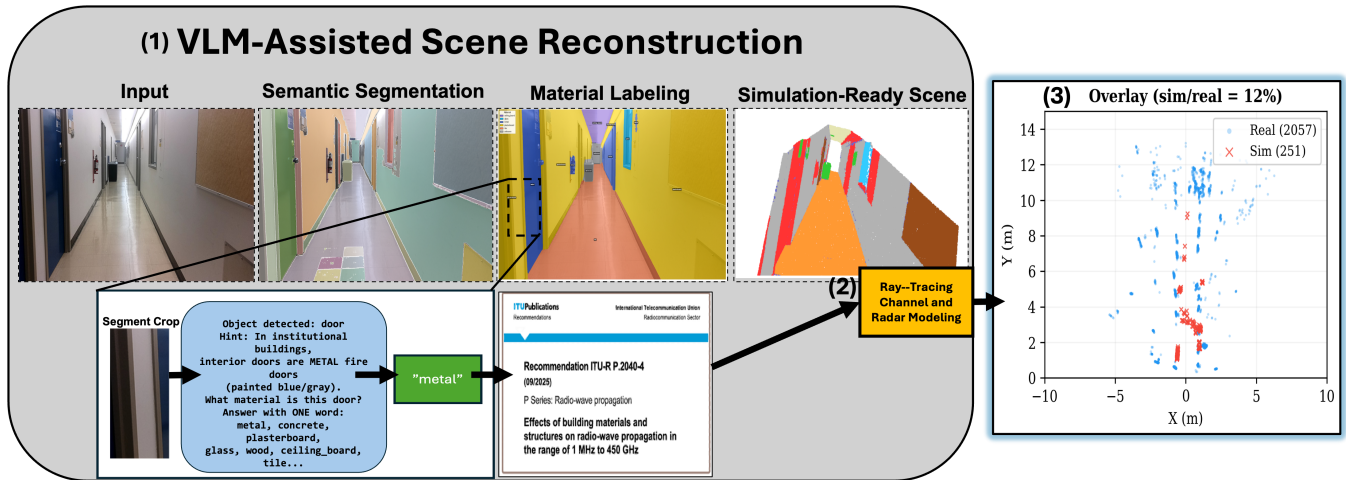 (1) VLM-Assisted Scene Reconstruction
Input
Semantic Segmentation
Material Labeling
Simulation-Ready Scene
Segment Crop
Object detected: door
Hint: In institutional
buildings,
interior doors are METAL fire
doors
(painted blue/gray).
What material is this door?
Answer with ONE word:
metal, concrete,
plasterboard,
glass, wood, ceiling_board,
tile...
"metal"
ITUPublications
International Telecommunication Union
Recommendations
Radiocommunication Sector
Recommendation ITU-R P.2040-4
(09/2025)
P Series: Radio-wave propagation
Effects of building materials and
structures on radio-wave propagation in
the range of 1 MHz to 450 GHz
(2)
Ray--Tracing
Channel and
Radar Modeling
(3) Overlay (sim/real = 12%)
Real (2057)
Sim (251)
Y (m)
14
12
10
8
6
4
2
0
−10
−5
0
5
10
X (m)